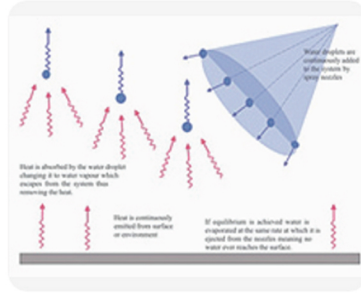 Water droplets are
continuously added
to the system by
spray nozzles
Heat is absorbed by the water droplet
changing it to water vapour which
escapes from the system thus
removing the heat.
Heat is continuously
emitted from surface
or environment
If equilibrium is achieved water is
evaporated at the same rate at which it is
ejected from the nozzles meaning no
water ever reaches the surface.